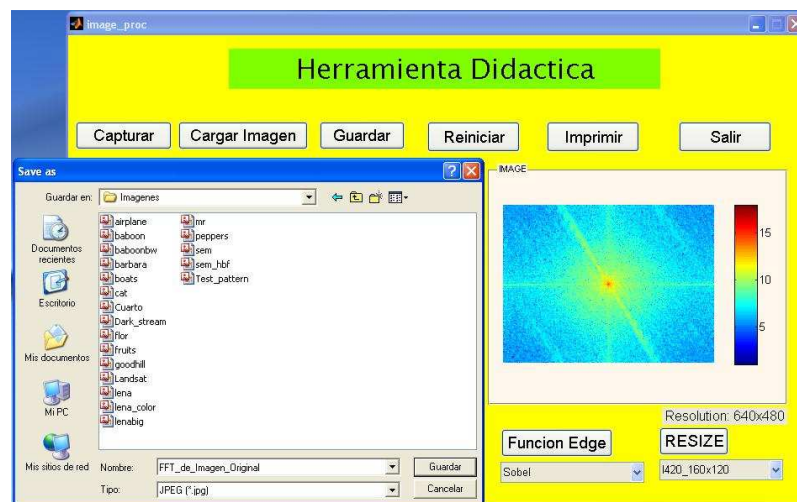 image_proc
Herramienta Didactica
Capturar
Cargar Imagen
Guardar
Reiniciar
Imprimir
Salir
Save as
Guardar en:
Imagenes
Documentos recientes
Escritorio
Mis documentos
Mi PC
Mis sitios de red
airplane
baboon
baboonbw
barbara
boats
cat
Cuarto
Dark_stream
flor
fruits
goodhill
Landsat
lena
lena_color
lenabig
mr
peppers
sem
sem_hbf
Test_pattern
Nombre:
FFT_de_Imagen_Original
Guardar
Tipo:
JPEG (*.jpg)
Cancelar
IMAGE
15
10
5
Resolution: 640x480
Funcion Edge
RESIZE
Sobel
I420_160x120